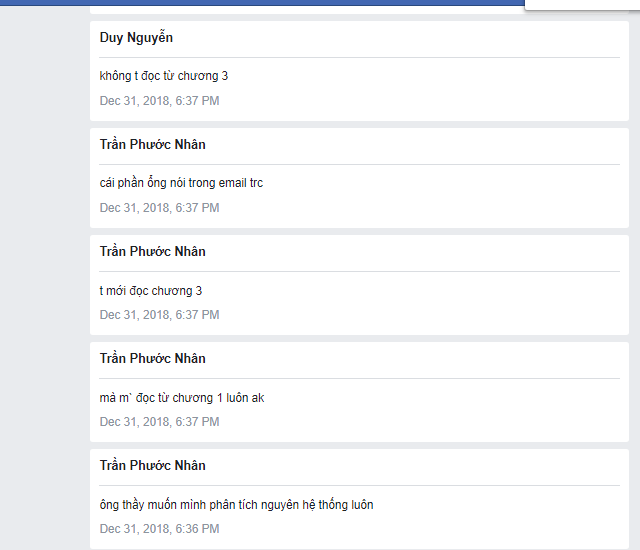 Duy Nguyễn
không t đọc từ chương 3
Dec 31, 2018, 6:37 PM
Trần Phước Nhân
cái phần ổng nói trong email trc
Dec 31, 2018, 6:37 PM
Trần Phước Nhân
t mới đọc chương 3
Dec 31, 2018, 6:37 PM
Trần Phước Nhân
mà m` đọc từ chương 1 luôn ak
Dec 31, 2018, 6:37 PM
Trần Phước Nhân
ông thầy muốn mình phân tích nguyên hệ thống luôn
Dec 31, 2018, 6:36 PM